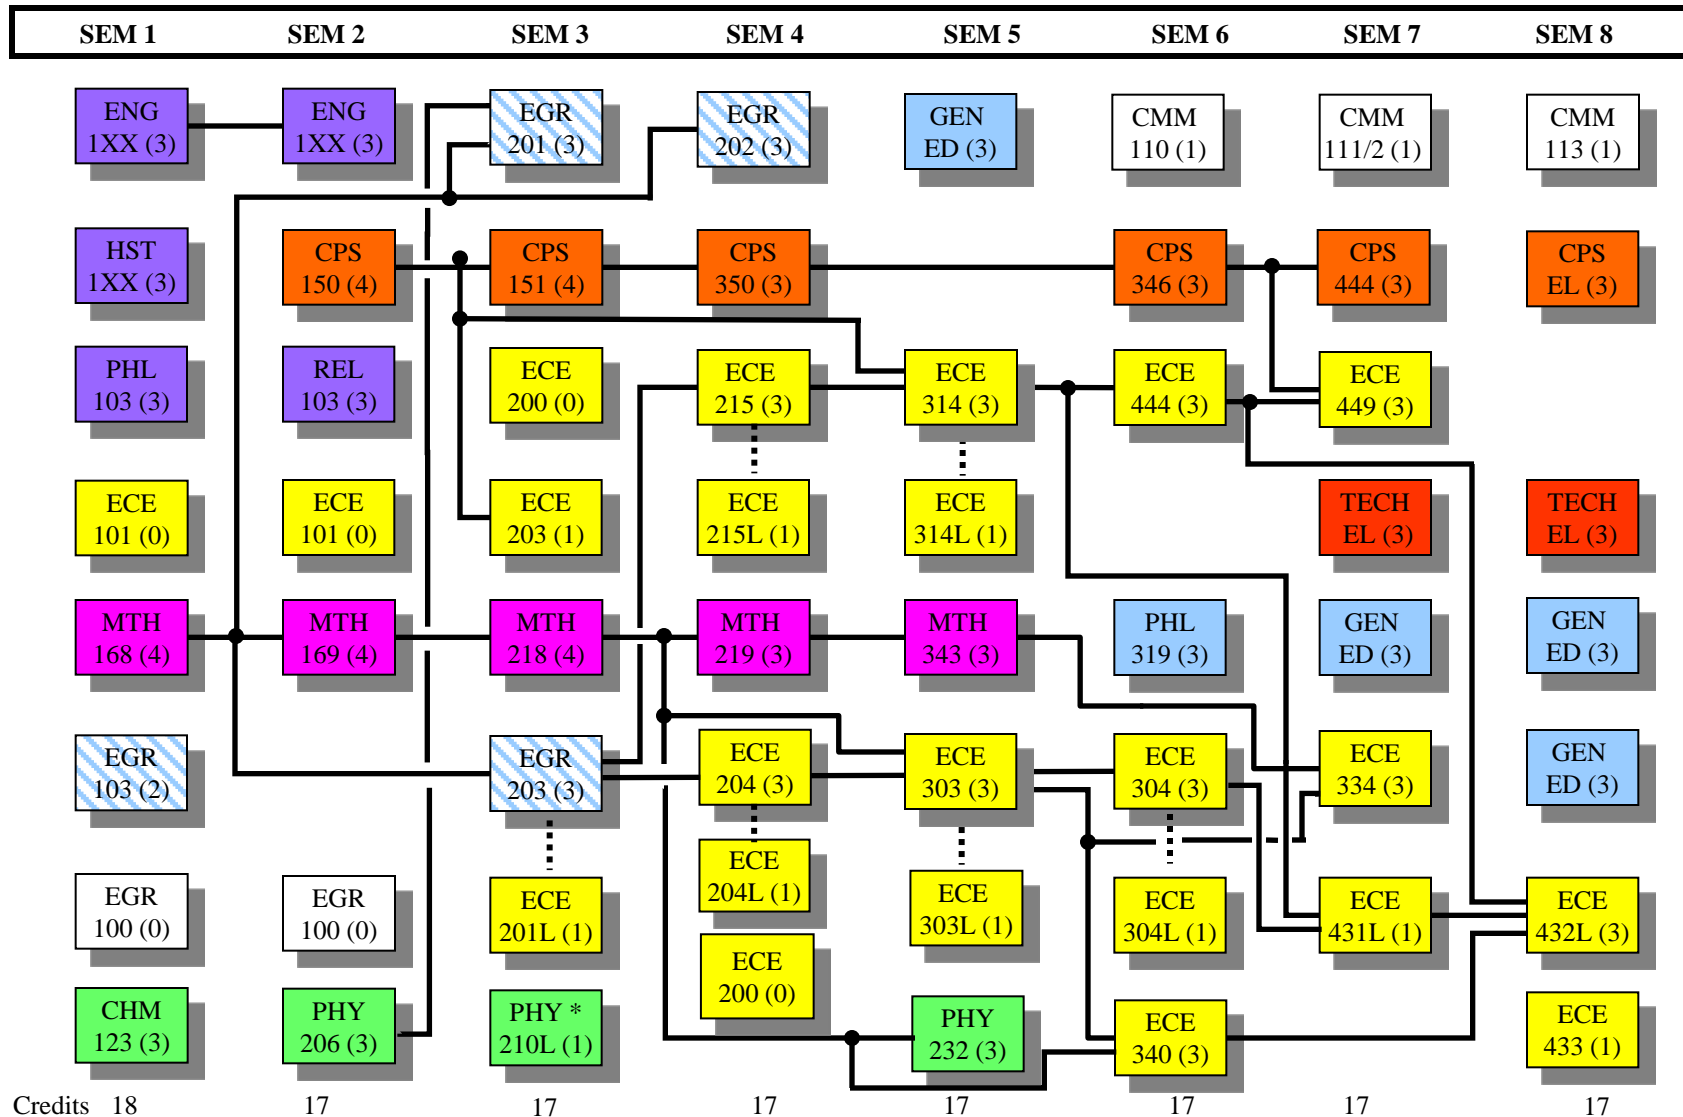 SEM 1 SEM 2 SEM 3 SEM 4 SEM 5 SEM 6 SEM 7 SEM 8
ENG
1XX (3)
ENG
1XX (3)
EGR
201 (3)
EGR
202 (3)
GEN
ED (3)
CMM
110 (1)
CMM
111/2 (1)
CMM
113 (1)
HST
1XX (3)
CPS
150 (4)
CPS
151 (4)
CPS
350 (3)
CPS
346 (3)
CPS
444 (3)
CPS
EL (3)
PHL
103 (3)
REL
103 (3)
ECE
200 (0)
ECE
215 (3)
ECE
314 (3)
ECE
444 (3)
ECE
449 (3)
ECE
101 (0)
ECE
101 (0)
ECE
203 (1)
ECE
215L (1)
ECE
314L (1)
TECH
EL (3)
TECH
EL (3)
MTH
168 (4)
MTH
169 (4)
MTH
218 (4)
MTH
219 (3)
MTH
343 (3)
PHL
319 (3)
GEN
ED (3)
GEN
ED (3)
EGR
103 (2)
EGR
203 (3)
ECE
204 (3)
ECE
303 (3)
ECE
304 (3)
ECE
334 (3)
GEN
ED (3)
EGR
100 (0)
EGR
100 (0)
ECE
201L (1)
ECE
204L (1)
ECE
303L (1)
ECE
304L (1)
ECE
431L (1)
ECE
432L (3)
ECE
200 (0)
CHM
123 (3)
PHY
206 (3)
PHY *
210L (1)
PHY
232 (3)
ECE
340 (3)
ECE
433 (1)
Credits 18 17 17 17 17 17 17 17